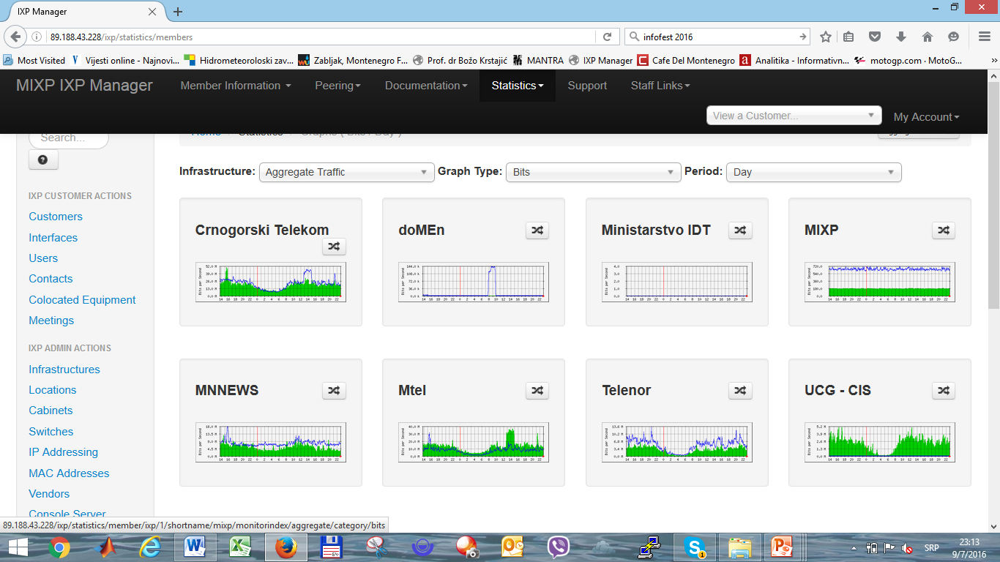 IXP Manager
89.188.43.228/ixp/statistics/members
infofest 2016
Most Visited Vijesti online - Najnovi... Hidrometeoroloski zav... Zabljak, Montenegro F... Prof. dr Božo Krstajić MANTRA IXP Manager Cafe Del Montenegro Analitika - Informativn... motogp.com · MotoG...
MIXP IXP Manager Member Information Peering Documentation Statistics Support Staff Links
View a Customer... My Account
Search...
Home / Statistics / Graphs ( Bits / Day )
Infrastructure: Aggregate Traffic Graph Type: Bits Period: Day
IXP CUSTOMER ACTIONS
Customers
Interfaces
Users
Contacts
Colocated Equipment
Meetings
IXP ADMIN ACTIONS
Infrastructures
Locations
Cabinets
Switches
IP Addressing
MAC Addresses
Vendors
Console Server
Crnogorski Telekom
doMEn
Ministarstvo IDT
MIXP
MNNEWS
Mtel
Telenor
UCG - CIS
89.188.43.228/ixp/statistics/member/ixp/1/shortname/mixp/monitorindex/aggregate/category/bits
SRP
23:13
9/7/2016